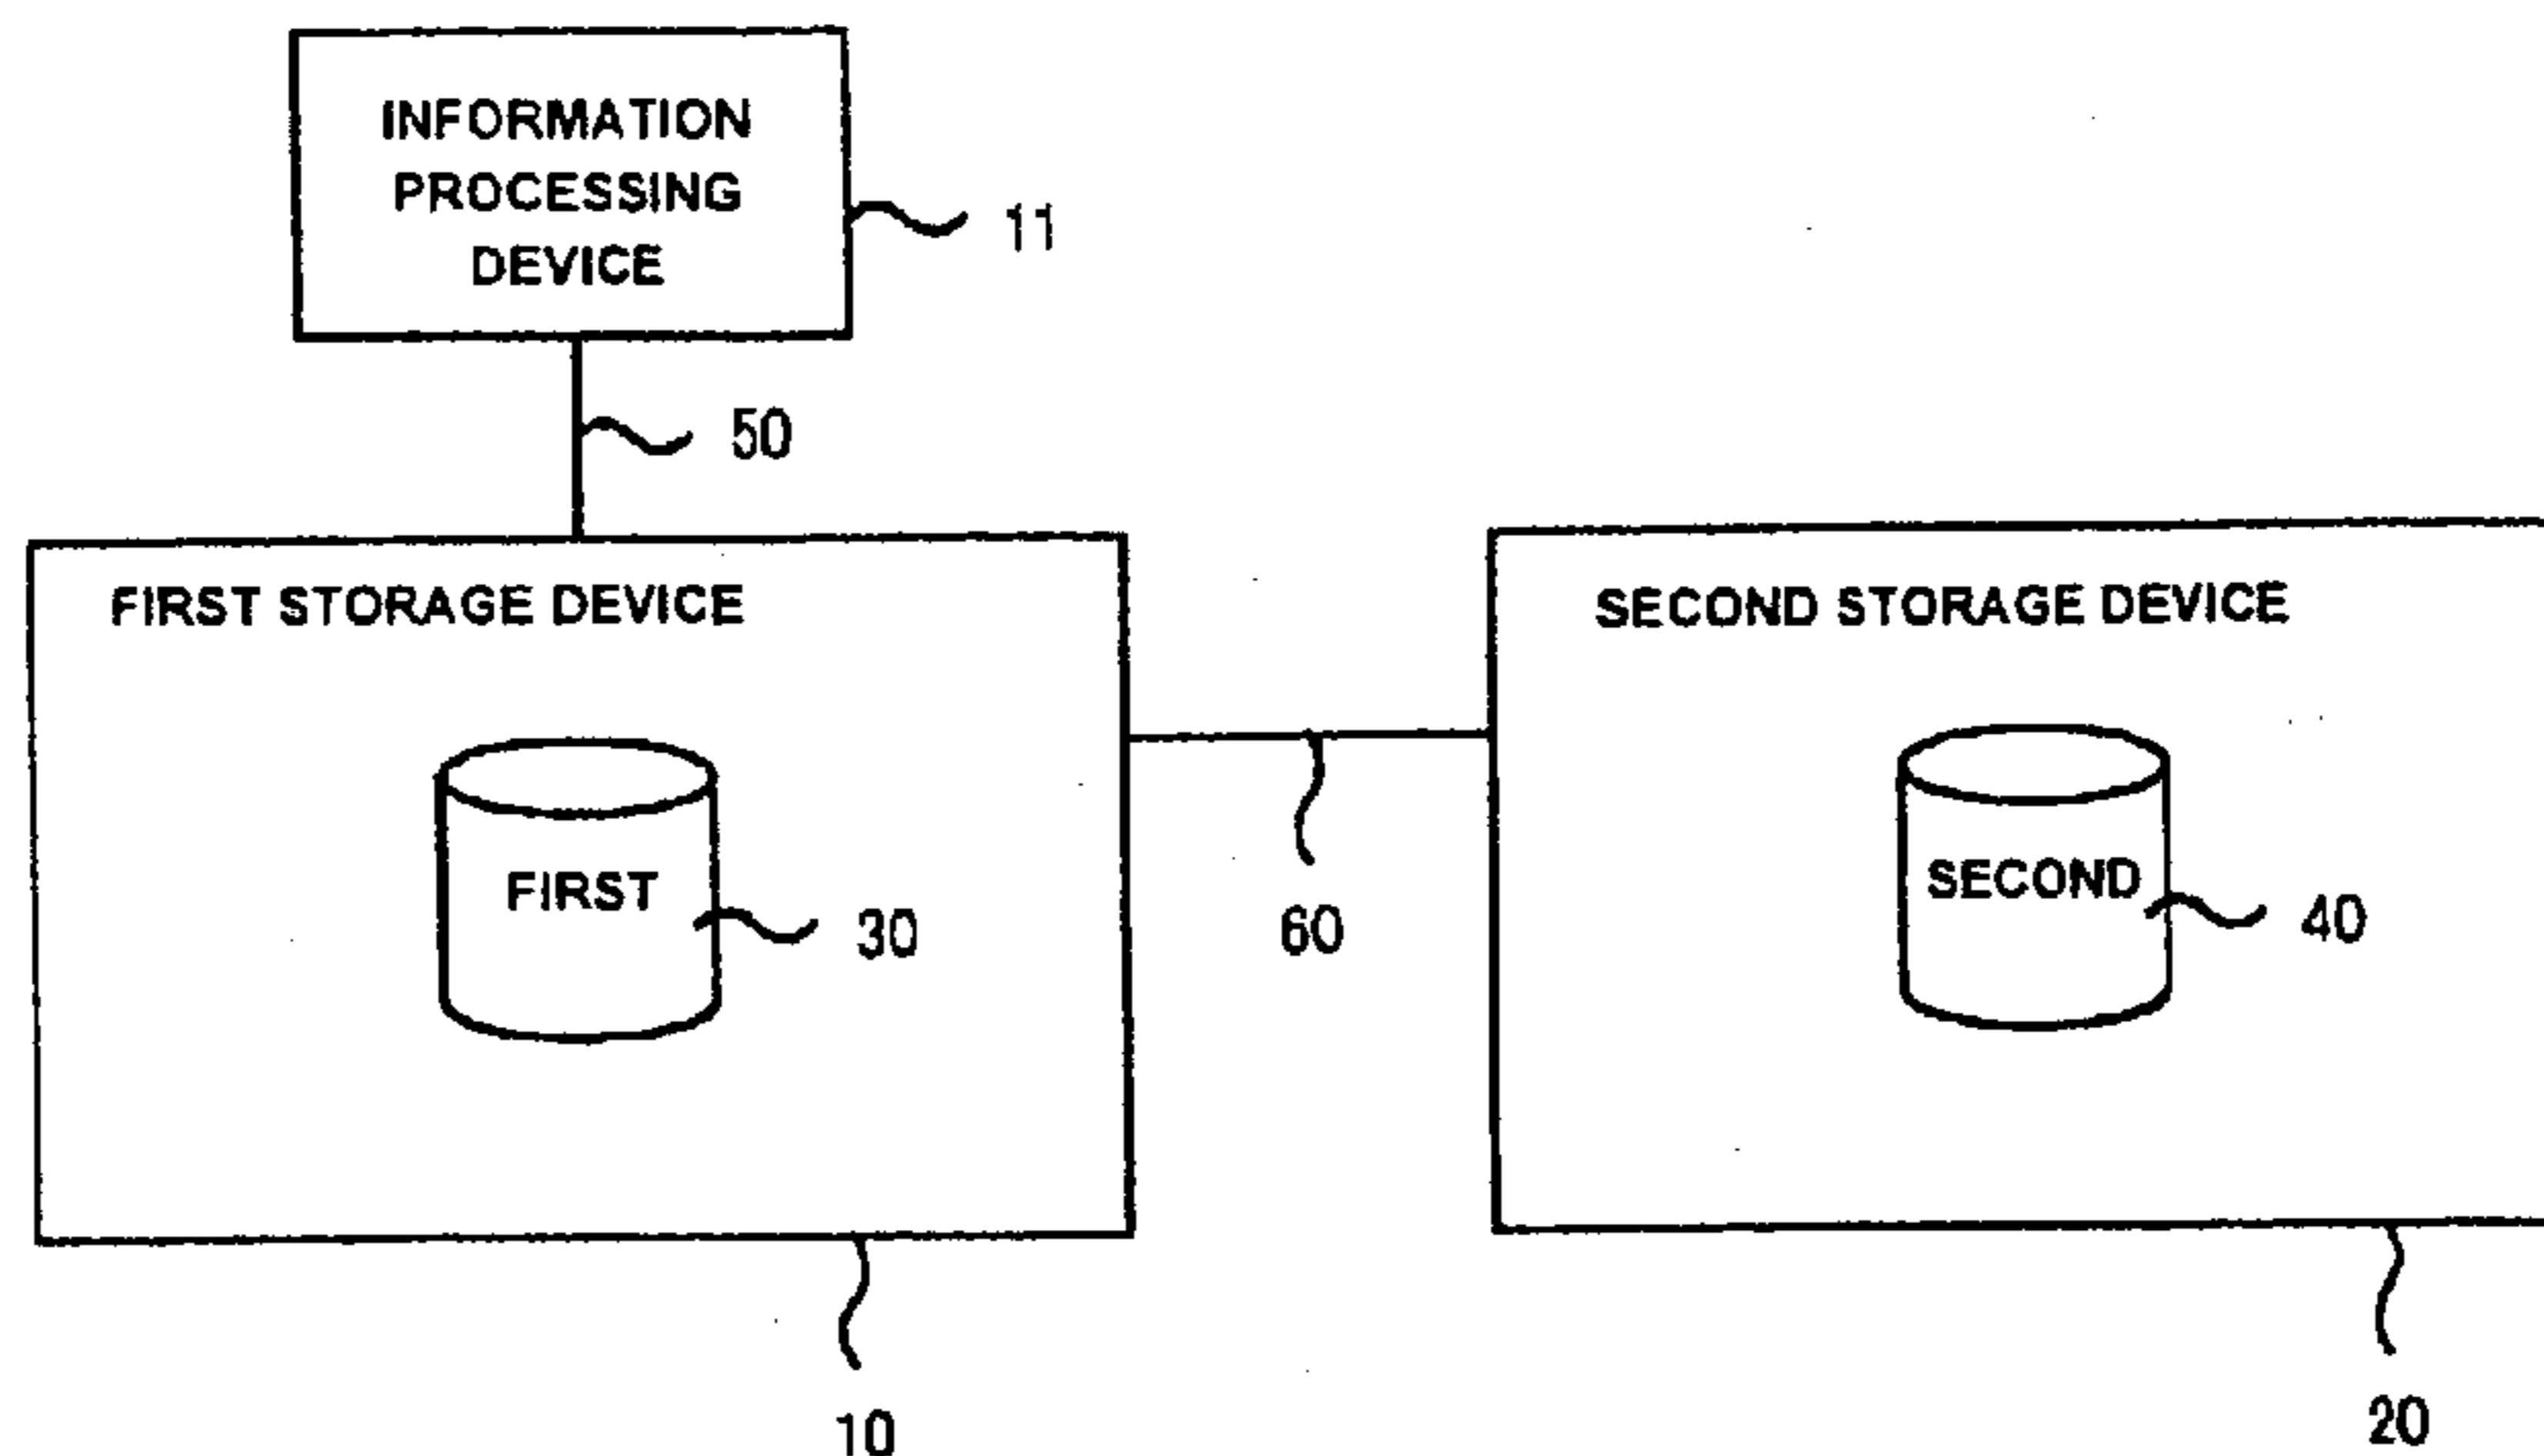 INFORMATION
PROCESSING
DEVICE
11
50
FIRST STORAGE DEVICE
SECOND STORAGE DEVICE
FIRST
30
60
SECOND
40
10
20